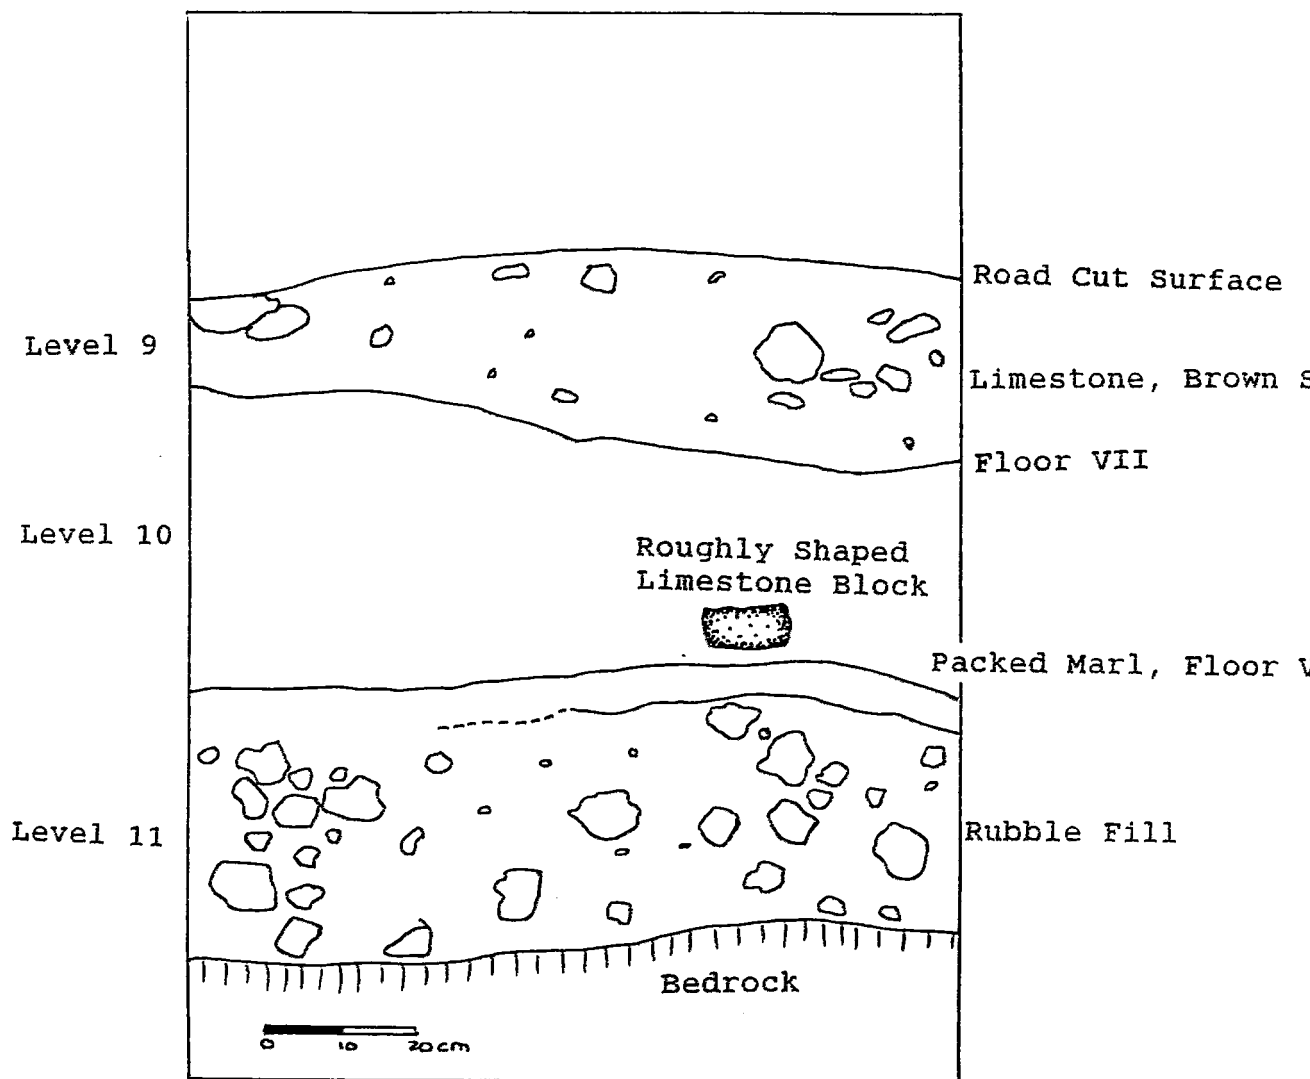 Road Cut Surface
Level 9
Limestone, Brown S
Floor VII
Level 10
Roughly Shaped
Limestone Block
Packed Marl, Floor V
Level 11
Rubble Fill
Bedrock
0 10 20cm